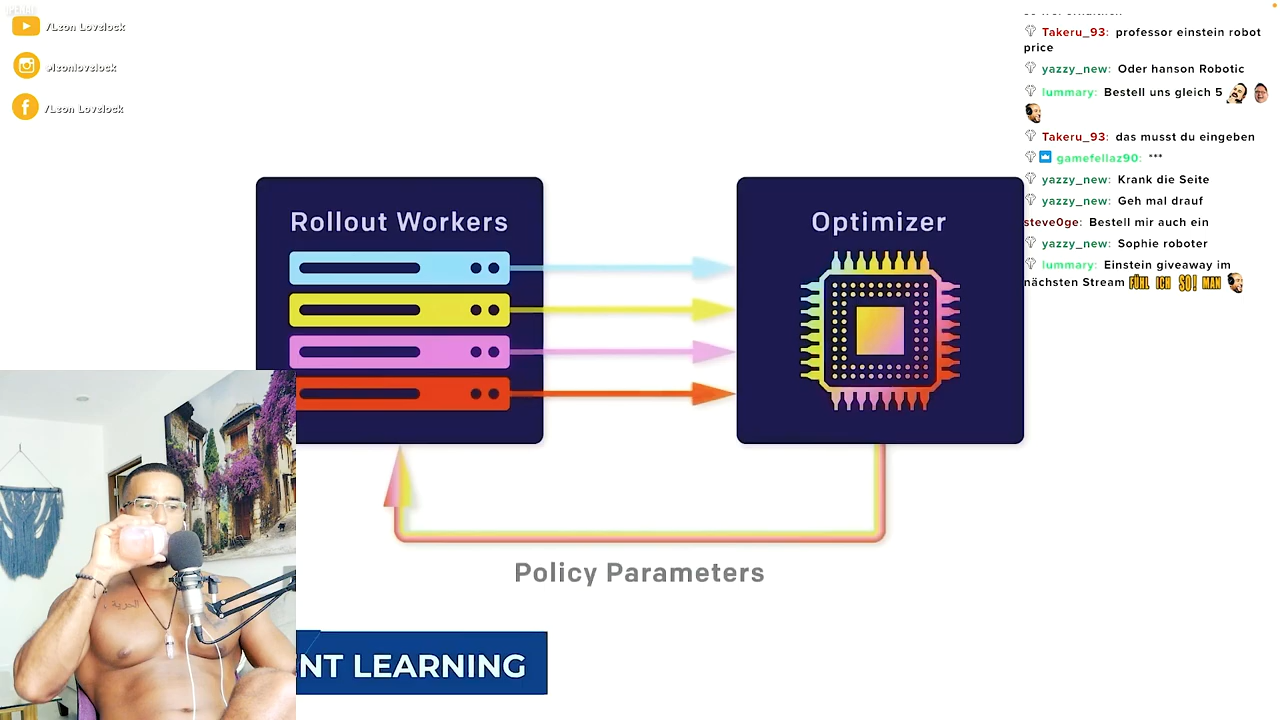 /Leon Lovelock
leonlovelock
/Leon Lovelock
Rollout Workers
Optimizer
Policy Parameters
NT LEARNING
Takeru_93: professor einstein robot
price
yazzy_new: Oder hanson Robotic
lummary: Bestell uns gleich 5
Takeru_93: das musst du eingeben
gamefellaz90: ***
yazzy_new: Krank die Seite
yazzy_new: Geh mal drauf
steve0ge: Bestell mir auch ein
yazzy_new: Sophie roboter
lummary: Einstein giveaway im
nächsten Stream FÜHL ICH SO! MAN
الحرية